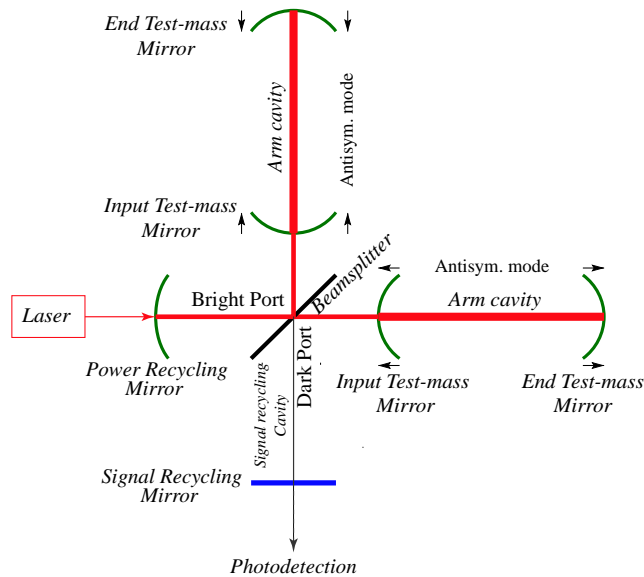 End Test-mass
Mirror
Arm cavity
Antisym. mode
Input Test-mass
Mirror
Beamsplitter
Antisym. mode
Bright Port
Arm cavity
Laser
Dark Port
Power Recycling
Mirror
Signal recycling
Cavity
Input Test-mass
Mirror
End Test-mass
Mirror
Signal Recycling
Mirror
Photodetection